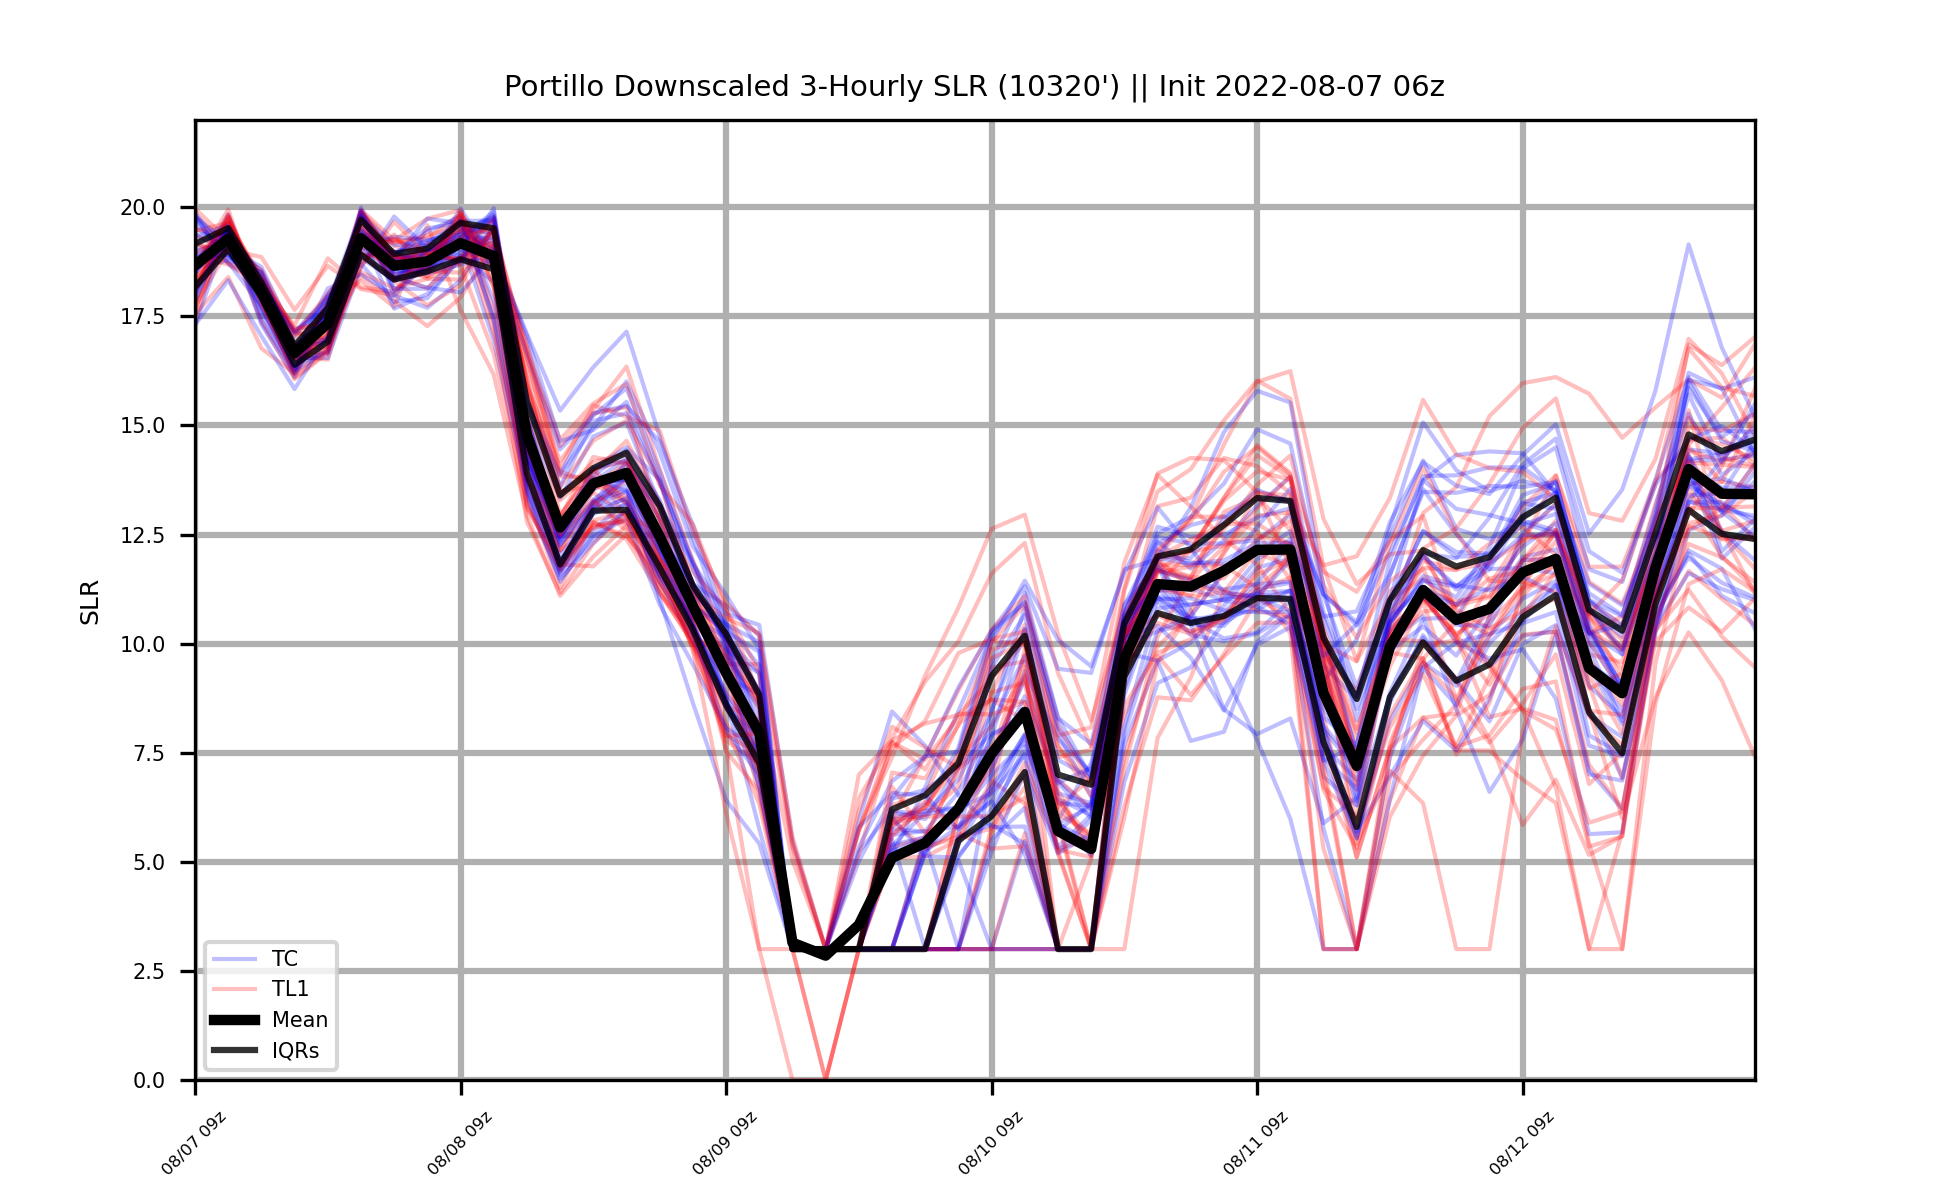 Portillo Downscaled 3-Hourly SLR (10320') || Init 2022-08-07 06z
SLR
20.0
17.5
15.0
12.5
10.0
7.5
5.0
2.5
0.0
TC
TL1
Mean
IQRs
08/07 09z
08/08 09z
08/09 09z
08/10 09z
08/11 09z
08/12 09z